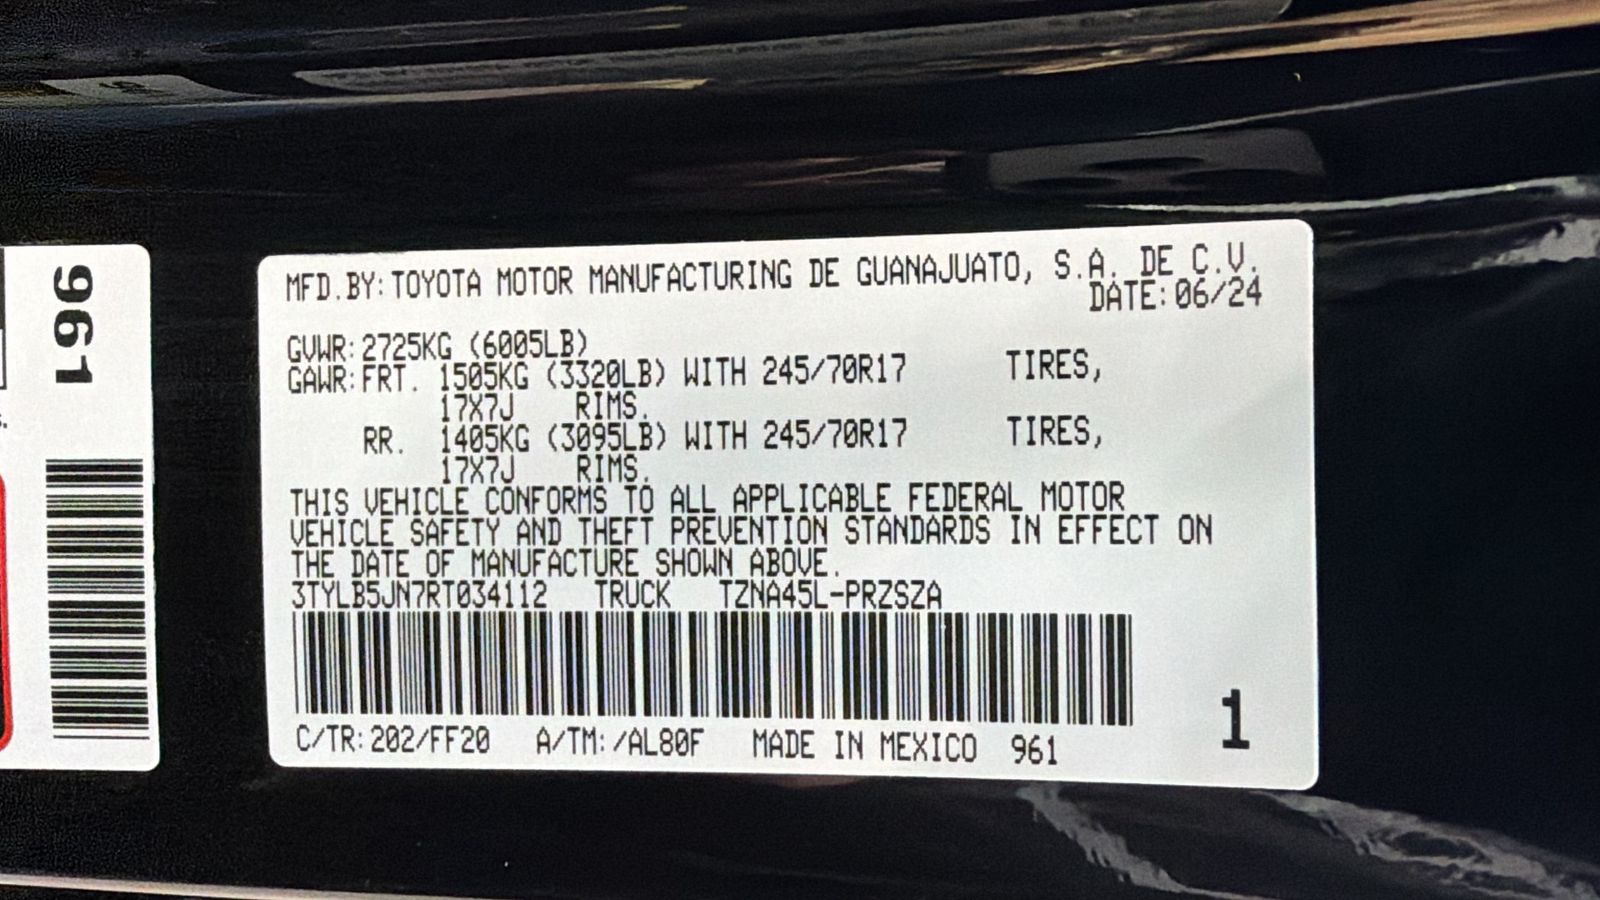 961
MFD.BY: TOYOTA MOTOR MANUFACTURING DE GUANAJUATO, S.A. DE C.V.
DATE: 06/24
GVWR: 2725KG (6005LB)
GAWR: FRT. 1505KG (3320LB) WITH 245/70R17 TIRES,
17X7J RIMS.
RR. 1405KG (3095LB) WITH 245/70R17 TIRES,
17X7J RIMS.
THIS VEHICLE CONFORMS TO ALL APPLICABLE FEDERAL MOTOR
VEHICLE SAFETY AND THEFT PREVENTION STANDARDS IN EFFECT ON
THE DATE OF MANUFACTURE SHOWN ABOVE.
3TYLB5JN7RT034112 TRUCK TZNA45L-PRZSZA
C/TR: 202/FF20 A/TM: /AL80F MADE IN MEXICO 961
1